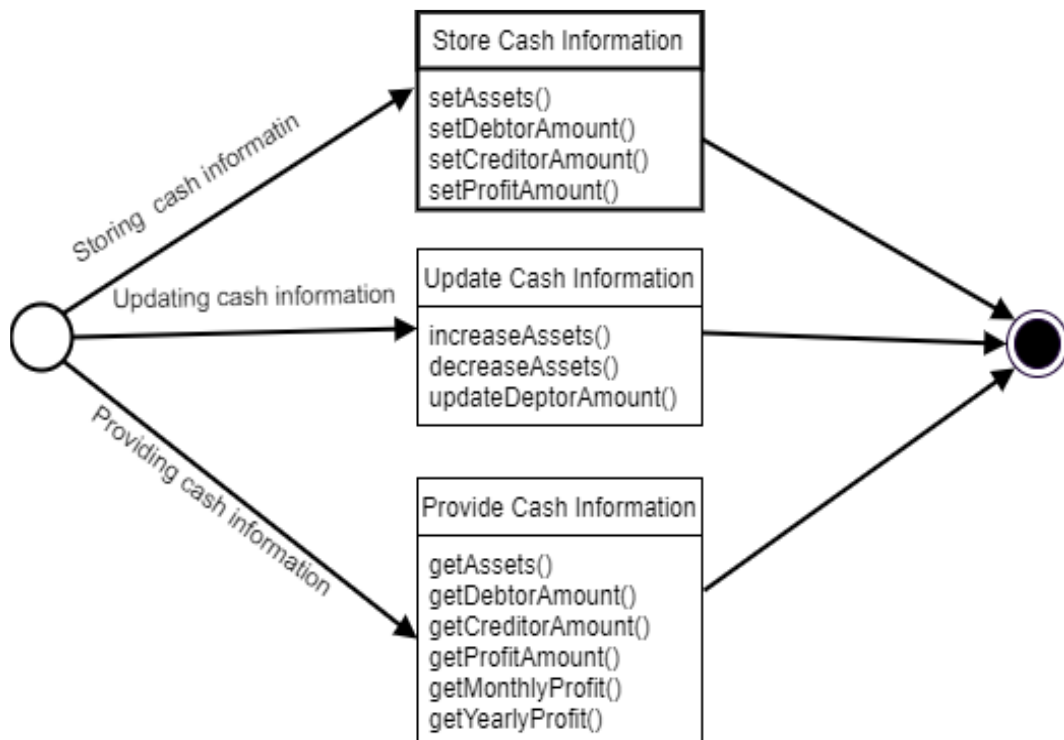 Store Cash Information
setAssets()
setDebtorAmount()
setCreditorAmount()
setProfitAmount()
Storing cash informatin
Updating cash information
Update Cash Information
increaseAssets()
decreaseAssets()
updateDeptorAmount()
Providing cash information
Provide Cash Information
getAssets()
getDebtorAmount()
getCreditorAmount()
getProfitAmount()
getMonthlyProfit()
getYearlyProfit()